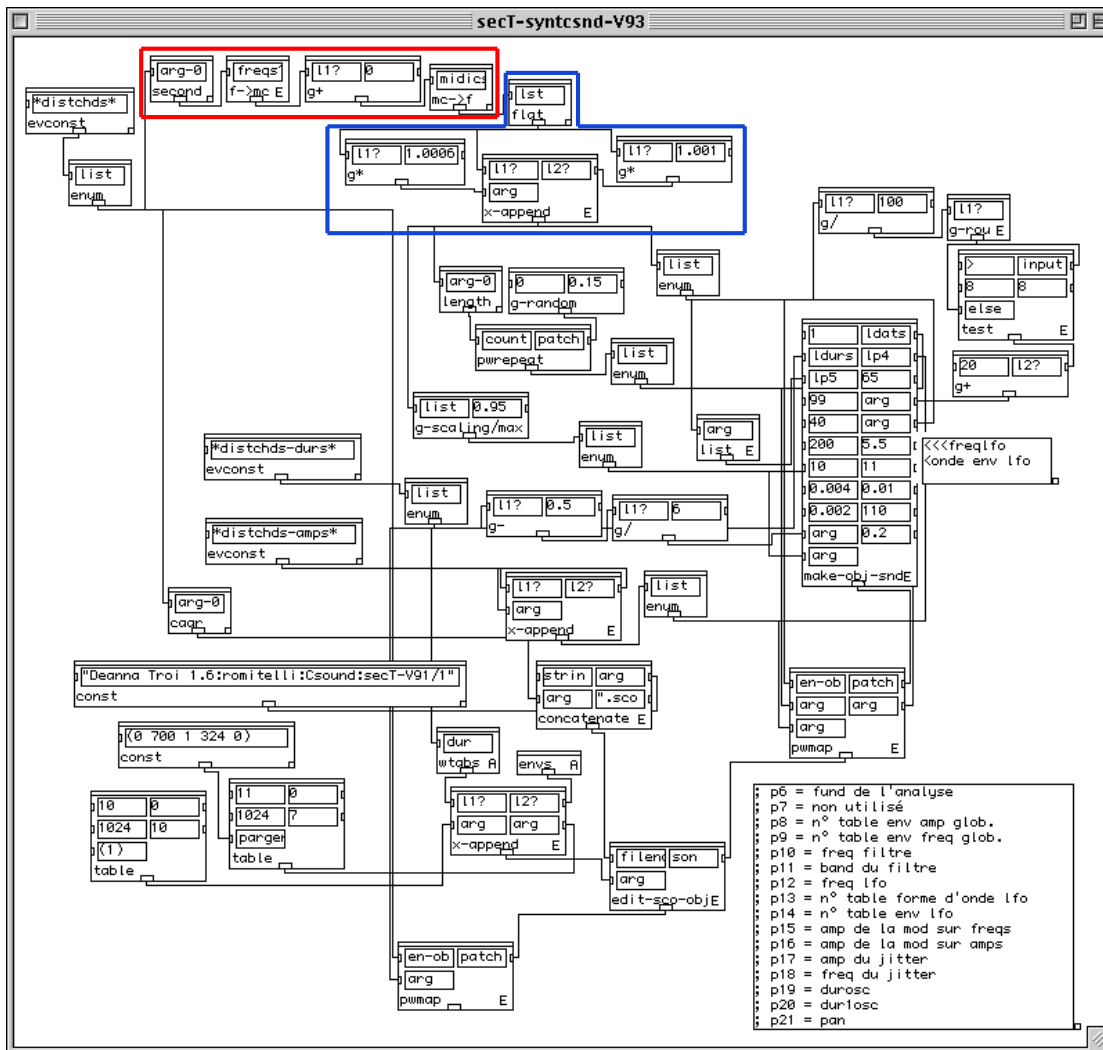 secT-syntcsnd-V93
arg-0
second
freqs?
f->mc E
l1? 0
g+
midics
mc->f
lst
flat
*distchds*
evconst
list
enum
l1? 1.0006
g*
l1? l2?
arg
x-append E
l1? 1.001
g*
l1? 100
g/
l1?
g-rou E
> input
8 8
else
test E
20 l2?
g+
list
enum
arg-0
length
0 0.15
g-random
count patch
pwrepeat
list
enum
list 0.95
g-scaling/max
list
enum
arg
list E
1 ldats
ldurs lp4
lp5 65
99 arg
40 arg
200 5.5
10 11
0.004 0.01
0.002 110
arg 0.2
arg
make-obj-sndE
<<<freqlfo
<onde env lfo
*distchds-durs*
evconst
list
enum
*distchds-amps*
evconst
l1? 0.5
g-
l1? 6
g/
arg-0
caar
l1? l2?
arg
x-append E
list
enum
"Deanna Troi 1.6:romitelli:Csound:secT-V91/1"
const
strin arg
arg ".sco
concatenate E
en-ob patch
arg arg
arg
pwmap E
(0 700 1 324 0)
const
dur
wtabs A
envs A
10 0
1024 10
(1)
table
11 0
1024 7
parger
table
l1? l2?
arg arg
x-append E
filend son
arg
edit-sco-objE
en-ob patch
arg
pwmap E
; p6 = fund de l'analyse
; p7 = non utilisé
; p8 = n° table env amp glob.
; p9 = n° table env freq glob.
; p10 = freq filtre
; p11 = band du filtre
; p12 = freq lfo
; p13 = n° table forme d'onde lfo
; p14 = n° table env lfo
; p15 = amp de la mod sur freqs
; p16 = amp de la mod sur amps
; p17 = amp du jitter
; p18 = freq du jitter
; p19 = durosc
; p20 = dur1osc
; p21 = pan